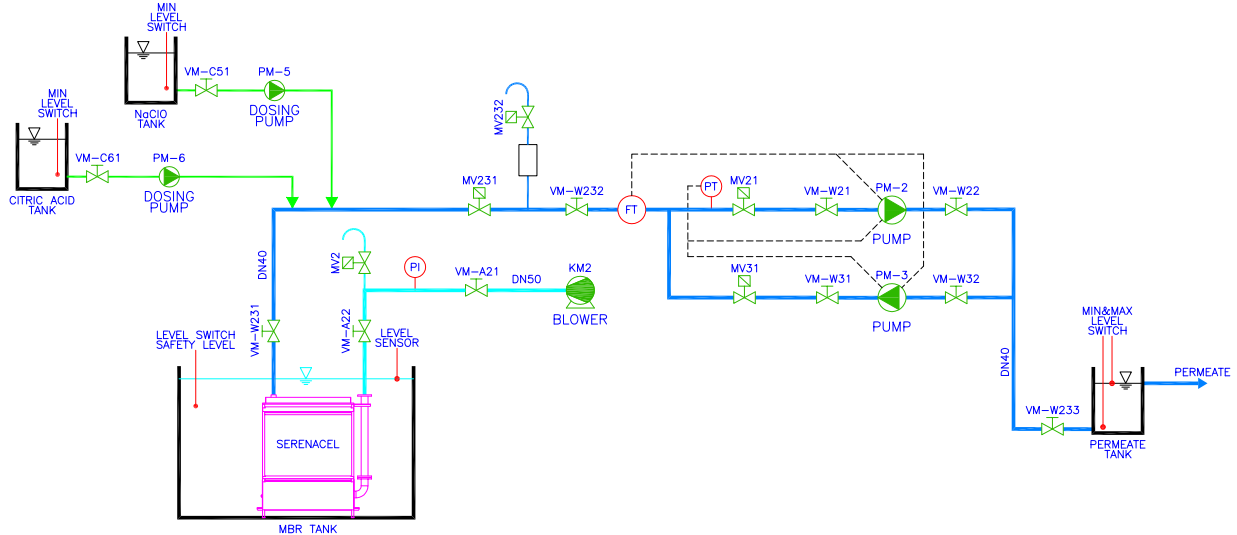 MIN
LEVEL
SWITCH
VM-C51
PM-5
DOSING
PUMP
NaClO
TANK
MIN
LEVEL
SWITCH
VM-C61
PM-6
DOSING
PUMP
CITRIC ACID
TANK
MV232
MV231
VM-W232
FT
PT
MV21
VM-W21
PM-2
VM-W22
PUMP
DN40
MV2
PI
VM-A21
DN50
KM2
BLOWER
MV31
VM-W31
PM-3
VM-W32
PUMP
LEVEL SWITCH
SAFETY LEVEL
VM-W231
VM-A22
LEVEL
SENSOR
MIN&MAX
LEVEL
SWITCH
DN40
PERMEATE
VM-W233
PERMEATE
TANK
SERENACEL
MBR TANK